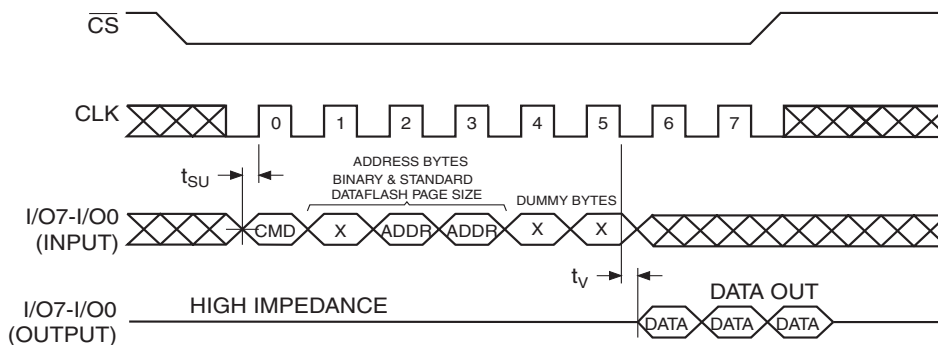 CS
CLK
0 1 2 3 4 5 6 7
tSU
ADDRESS BYTES
BINARY & STANDARD
DATAFLASH PAGE SIZE
DUMMY BYTES
I/O7-I/O0
(INPUT)
CMD X ADDR ADDR X X
tV
I/O7-I/O0
(OUTPUT)
HIGH IMPEDANCE
DATA OUT
DATA DATA DATA